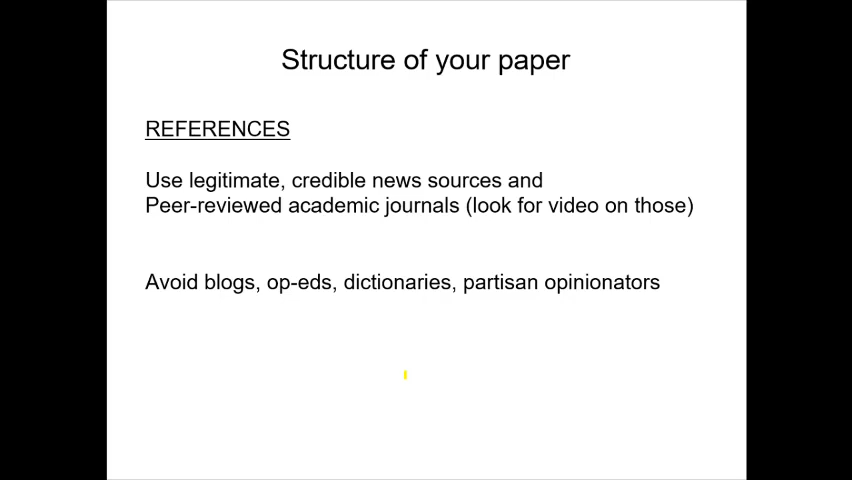 Structure of your paper
REFERENCES
Use legitimate, credible news sources and
Peer-reviewed academic journals (look for video on those)
Avoid blogs, op-eds, dictionaries, partisan opinionators